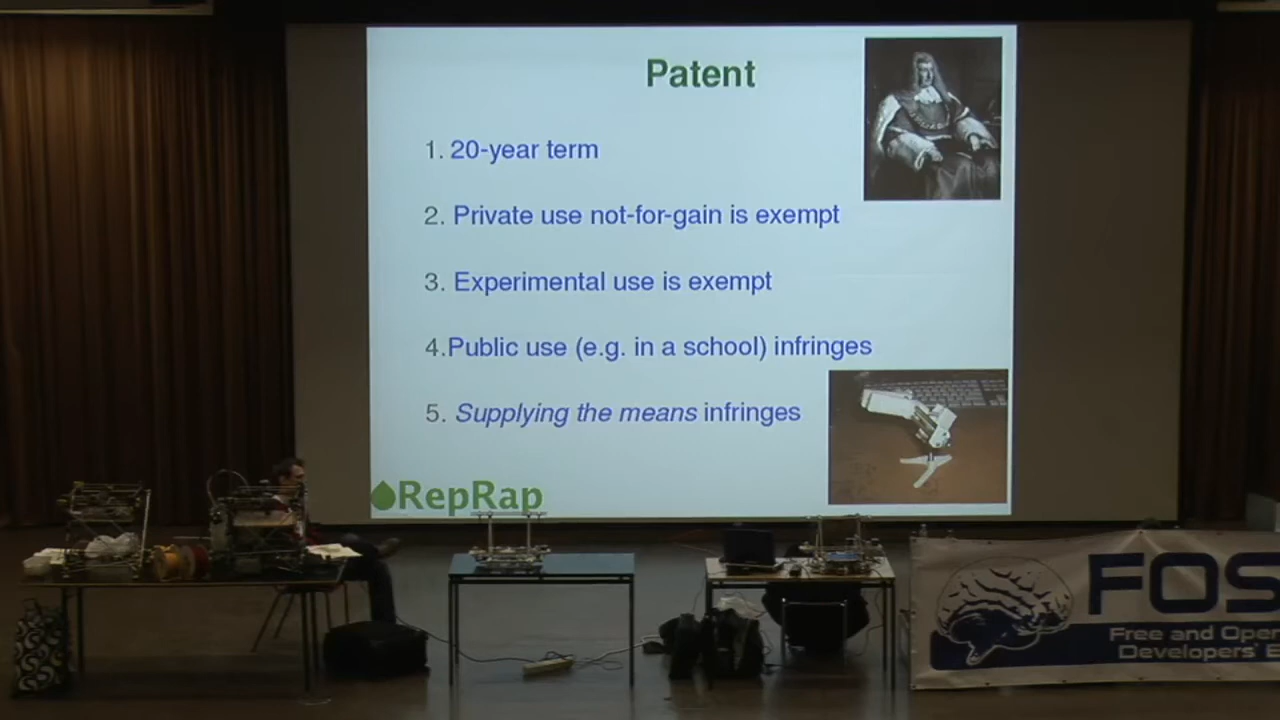 Patent
1. 20-year term
2. Private use not-for-gain is exempt
3. Experimental use is exempt
4.Public use (e.g. in a school) infringes
5. Supplying the means infringes
RepRap
FOS
Free and Open
Developers' E